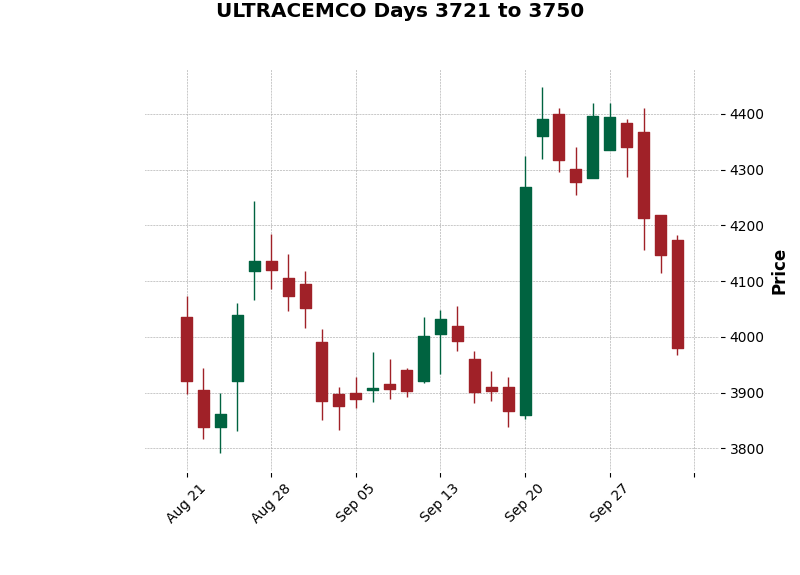 ULTRACEMCO Days 3721 to 3750
4400
4300
4200
4100
4000
3900
3800
Price
Aug 21
Aug 28
Sep 05
Sep 13
Sep 20
Sep 27